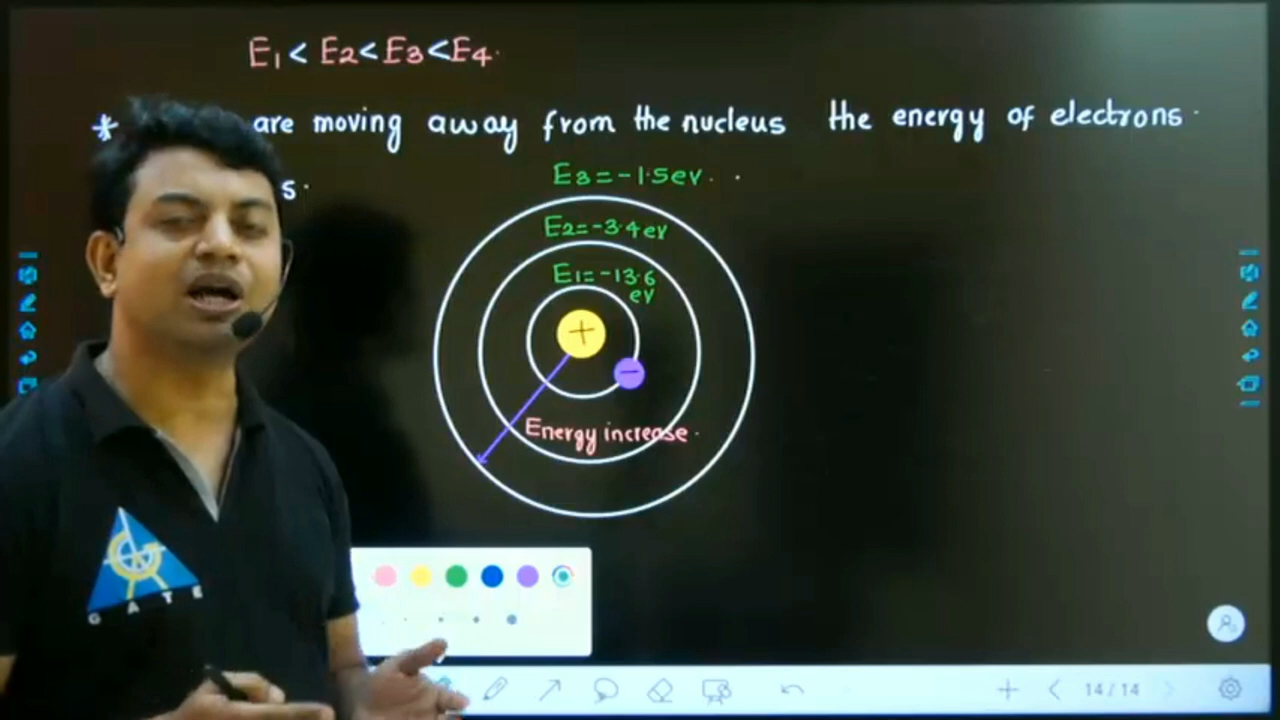 E1 < E2 < E3 < E4.
* are moving away from the nucleus the energy of electrons.
s.
E3 = -1.5ev.
E2 = -3.4ev
E1 = -13.6
ev
+
-
Energy increase.
GATE
14/14